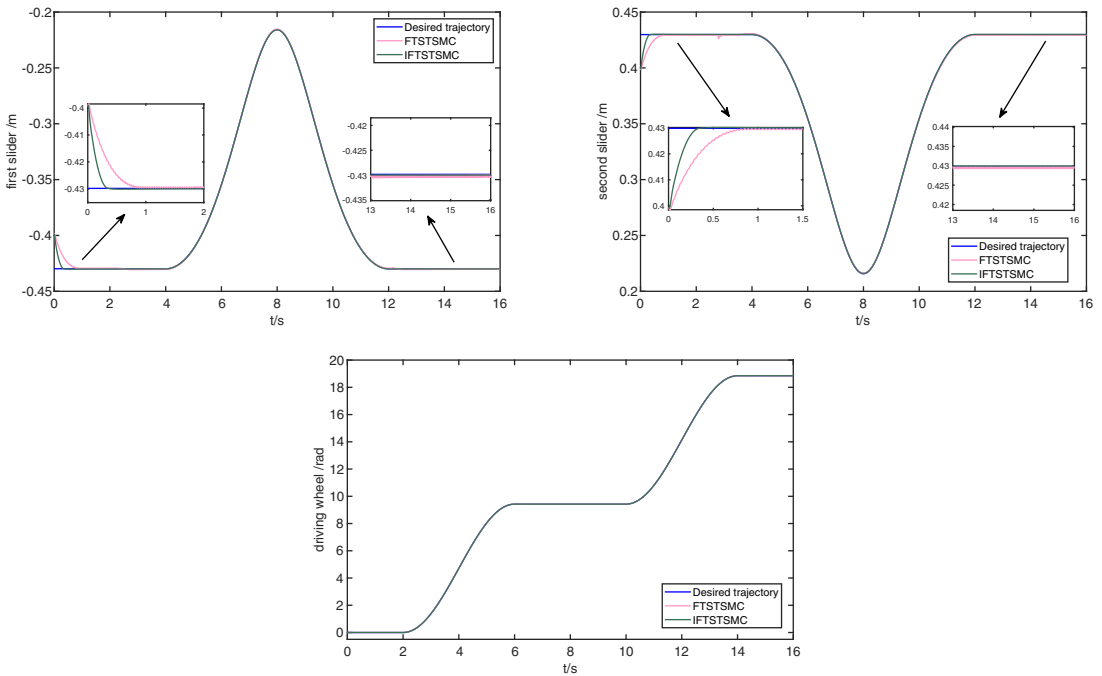 -0.2
-0.25
-0.3
-0.35
-0.4
-0.45
first slider /m
0 2 4 6 8 10 12 14 16
t/s
Desired trajectory
FTSTSMC
IFTSTSMC
-0.4
-0.41
-0.42
-0.43
0 1 2
-0.42
-0.425
-0.43
-0.435
13 14 15 16
0.45
0.4
0.35
0.3
0.25
0.2
second slider /m
0 2 4 6 8 10 12 14 16
t/s
0.43
0.42
0.41
0.4
0 0.5 1 1.5
0.44
0.435
0.43
0.425
0.42
13 14 15 16
Desired trajectory
FTSTSMC
IFTSTSMC
20
18
16
14
12
10
8
6
4
2
0
driving wheel /rad
0 2 4 6 8 10 12 14 16
t/s
Desired trajectory
FTSTSMC
IFTSTSMC